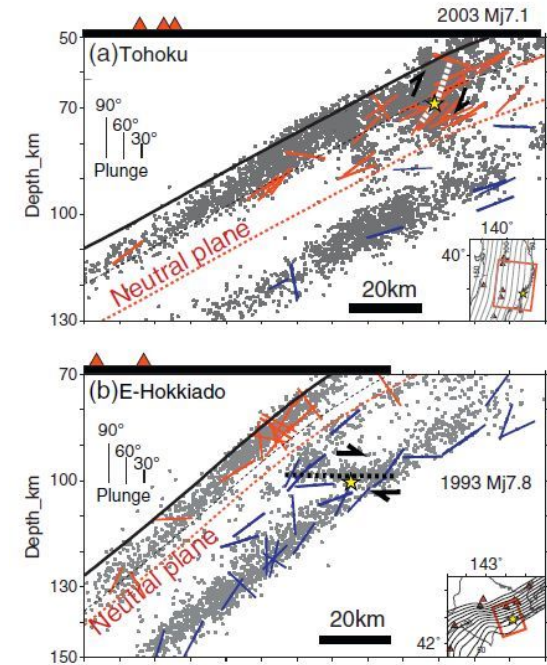 2003 Mj7.1
50
(a)Tohoku
90°
60°
30°
Plunge
70
Depth_km
100
Neutral plane
130
20km
140°
40°
70
(b)E-Hokkiado
90°
60°
30°
Plunge
100
1993 Mj7.8
Depth_km
Neutral plane
130
20km
143°
42°
150